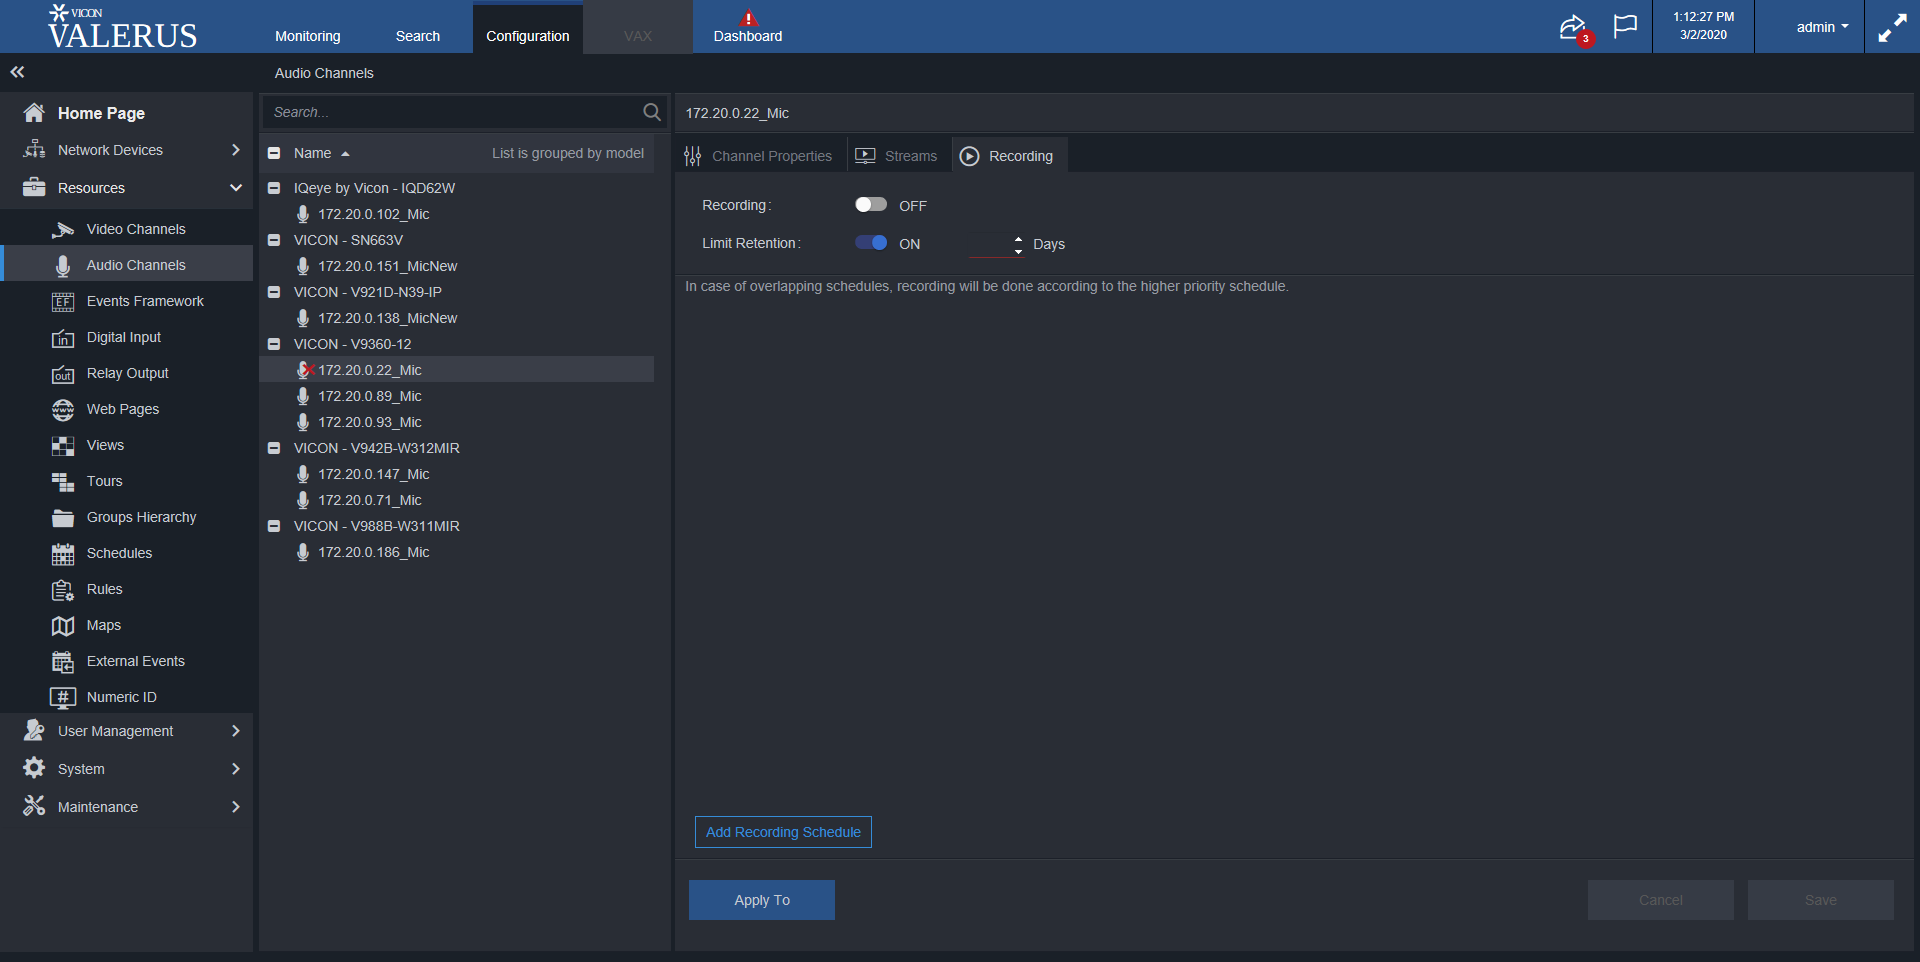 VICON
VALERUS
Monitoring
Search
Configuration
VAX
Dashboard
3
1:12:27 PM
3/2/2020
admin
Audio Channels
Home Page
Network Devices
Resources
Video Channels
Audio Channels
EF Events Framework
in Digital Input
out Relay Output
www Web Pages
Views
Tours
Groups Hierarchy
Schedules
Rules
Maps
External Events
# Numeric ID
User Management
System
Maintenance
Search...
Name List is grouped by model
IQeye by Vicon - IQD62W
172.20.0.102_Mic
VICON - SN663V
172.20.0.151_MicNew
VICON - V921D-N39-IP
172.20.0.138_MicNew
VICON - V9360-12
172.20.0.22_Mic
172.20.0.89_Mic
172.20.0.93_Mic
VICON - V942B-W312MIR
172.20.0.147_Mic
172.20.0.71_Mic
VICON - V988B-W311MIR
172.20.0.186_Mic
172.20.0.22_Mic
Channel Properties Streams Recording
Recording: OFF
Limit Retention: ON Days
In case of overlapping schedules, recording will be done according to the higher priority schedule.
Add Recording Schedule
Apply To
Cancel
Save